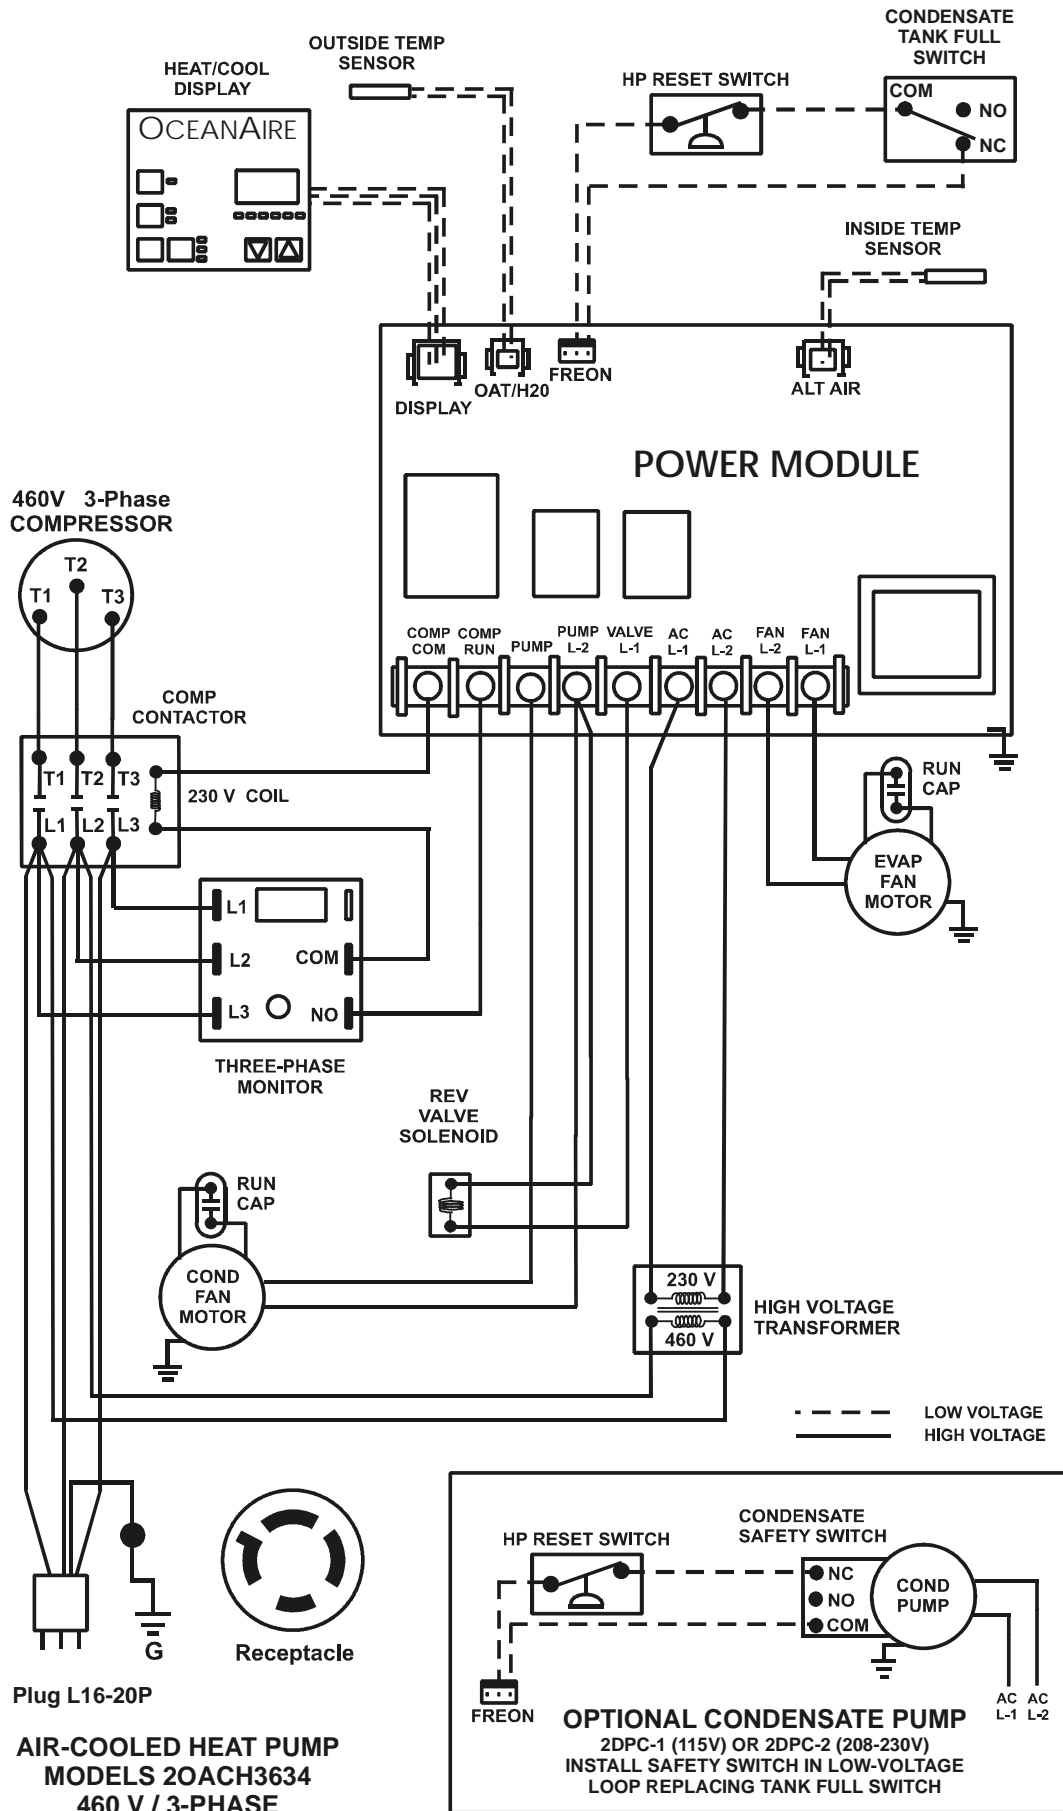 CONDENSATE
TANK FULL
SWITCH
OUTSIDE TEMP
SENSOR
HEAT/COOL
DISPLAY
HP RESET SWITCH
COM
NO
NC
OCEANAIRE
INSIDE TEMP
SENSOR
DISPLAY
OAT/H20
FREON
ALT AIR
POWER MODULE
460V 3-Phase
COMPRESSOR
T1
T2
T3
COMP
COM
COMP
RUN
PUMP
PUMP
L-2
VALVE
L-1
AC
L-1
AC
L-2
FAN
L-2
FAN
L-1
COMP
CONTACTOR
T1
T2
T3
230 V COIL
L1
L2
L3
RUN
CAP
EVAP
FAN
MOTOR
L1
L2
COM
L3
NO
THREE-PHASE
MONITOR
REV
VALVE
SOLENOID
RUN
CAP
COND
FAN
MOTOR
230 V
460 V
HIGH VOLTAGE
TRANSFORMER
LOW VOLTAGE
HIGH VOLTAGE
G
Receptacle
Plug L16-20P
AIR-COOLED HEAT PUMP
MODELS 2OACH3634
460 V / 3-PHASE
HP RESET SWITCH
CONDENSATE
SAFETY SWITCH
NC
NO
COM
COND
PUMP
FREON
AC
L-1
AC
L-2
OPTIONAL CONDENSATE PUMP
2DPC-1 (115V) OR 2DPC-2 (208-230V)
INSTALL SAFETY SWITCH IN LOW-VOLTAGE
LOOP REPLACING TANK FULL SWITCH